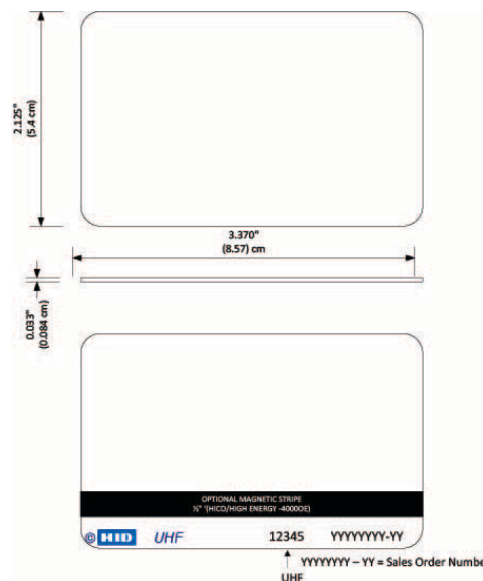 2.125"
(5.4 cm)
3.370"
(8.57) cm
0.033"
(0.084 cm)
OPTIONAL MAGNETIC STRIPE
½" '(HICO/HIGH ENERGY -4000OE)
HID UHF 12345 YYYYYYYY-YY
YYYYYYYY – YY = Sales Order Numbe
UHF